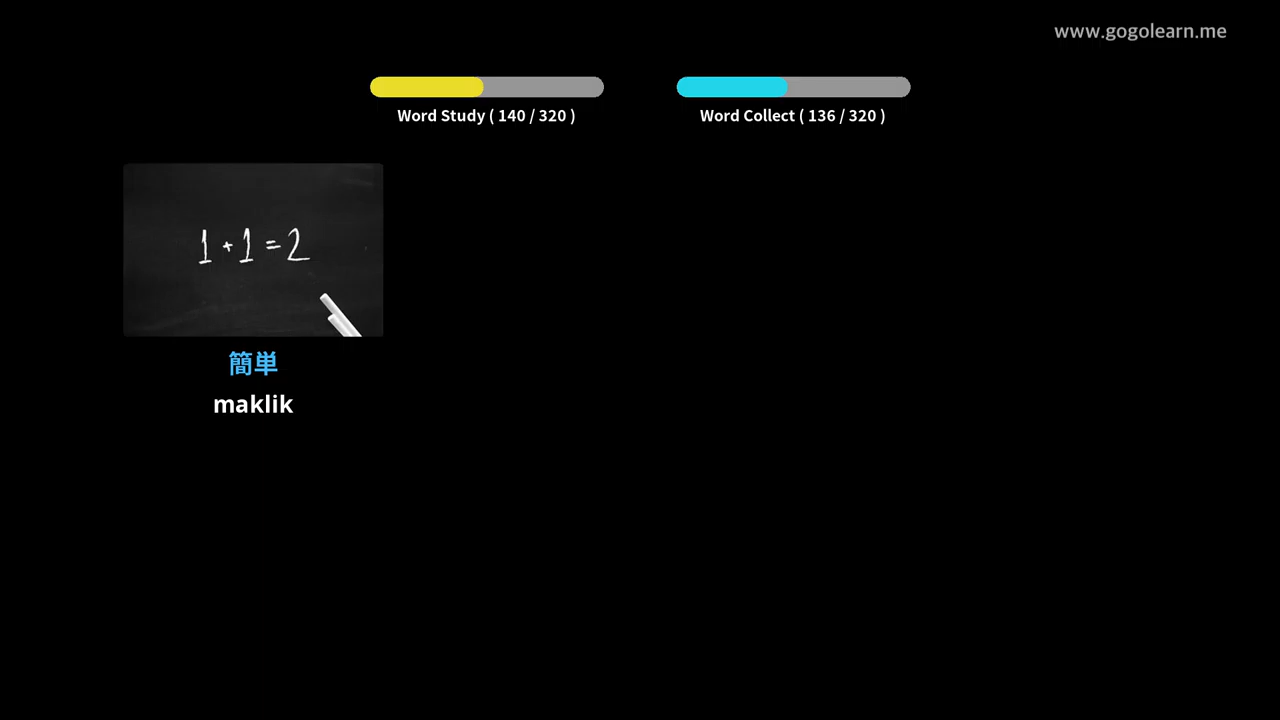 www.gogolearn.me
Word Study ( 140 / 320 )
Word Collect ( 136 / 320 )
1 + 1 = 2
簡単
maklik